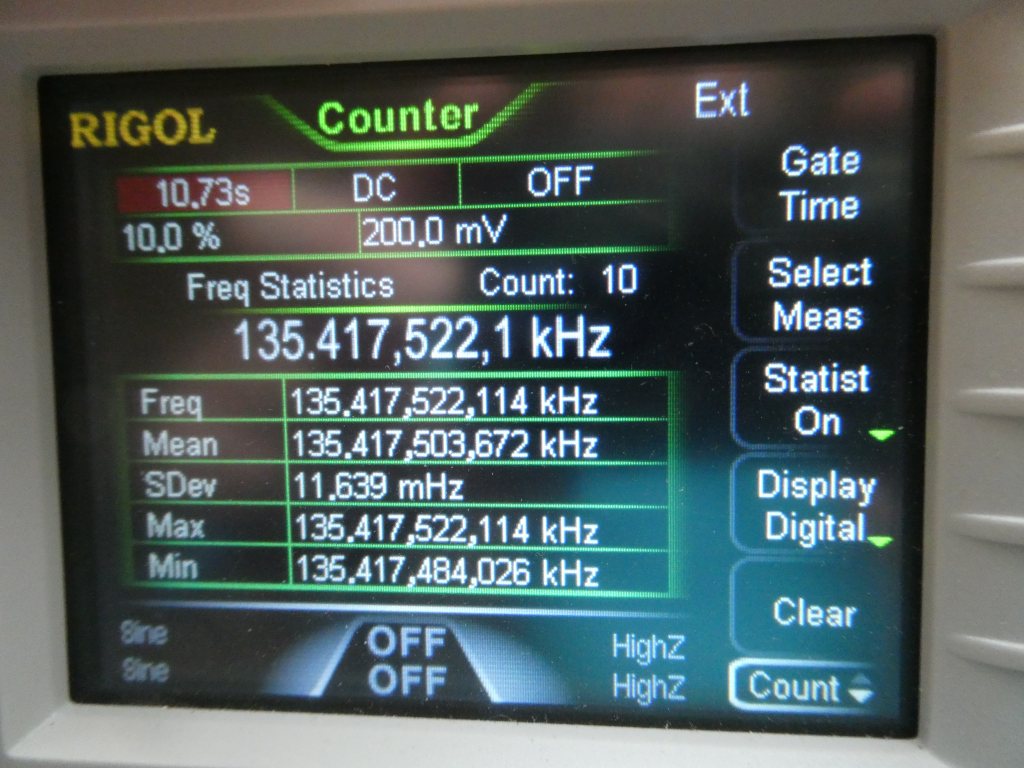 RIGOL
Counter
Ext
10.73s DC OFF
10.0 % 200.0 mV
Freq Statistics Count: 10
135.417,522,1 kHz
Freq 135.417,522,114 kHz
Mean 135.417,503,672 kHz
SDev 11.639 mHz
Max 135.417,522,114 kHz
Min 135.417,484,026 kHz
Sine OFF HighZ
Sine OFF HighZ
Gate
Time
Select
Meas
Statist
On
Display
Digital
Clear
Count